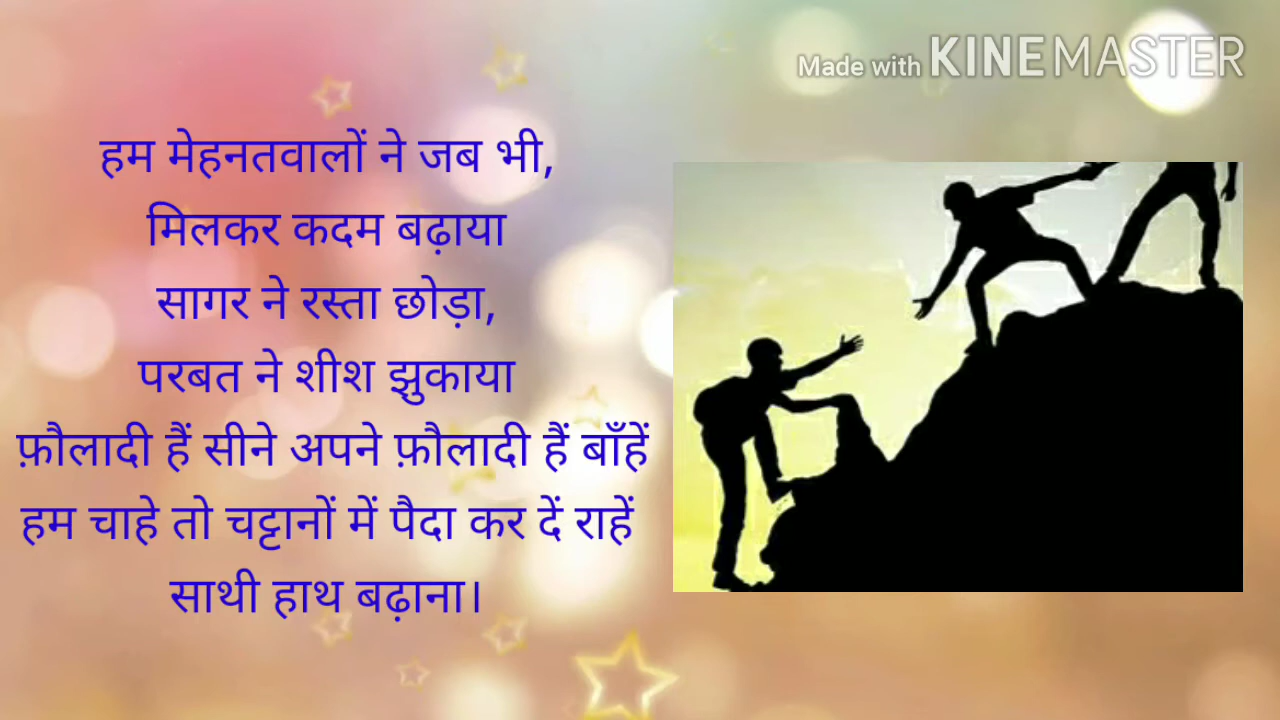 Made with KINEMASTER
हम मेहनतवालों ने जब भी,
मिलकर कदम बढ़ाया
सागर ने रस्ता छोड़ा,
परबत ने शीश झुकाया
फ़ौलादी हैं सीने अपने फ़ौलादी हैं बाँहें
हम चाहे तो चट्टानों में पैदा कर दें राहें
साथी हाथ बढ़ाना।